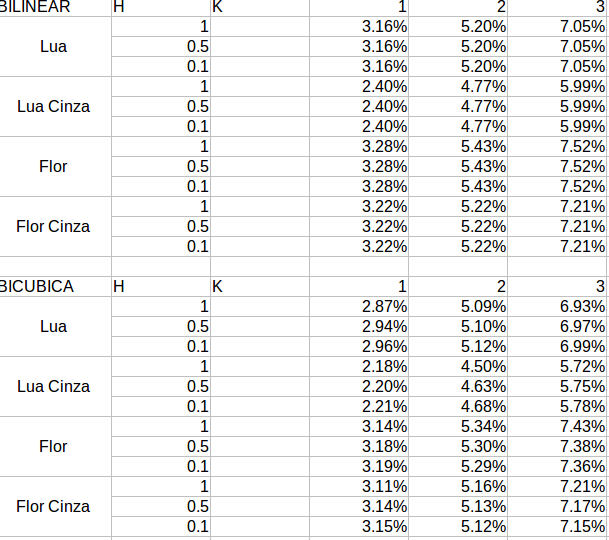 BILINEAR H K 1 2 3
1 3.16% 5.20% 7.05%
Lua 0.5 3.16% 5.20% 7.05%
0.1 3.16% 5.20% 7.05%
1 2.40% 4.77% 5.99%
Lua Cinza 0.5 2.40% 4.77% 5.99%
0.1 2.40% 4.77% 5.99%
1 3.28% 5.43% 7.52%
Flor 0.5 3.28% 5.43% 7.52%
0.1 3.28% 5.43% 7.52%
1 3.22% 5.22% 7.21%
Flor Cinza 0.5 3.22% 5.22% 7.21%
0.1 3.22% 5.22% 7.21%
BICUBICA H K 1 2 3
1 2.87% 5.09% 6.93%
Lua 0.5 2.94% 5.10% 6.97%
0.1 2.96% 5.12% 6.99%
1 2.18% 4.50% 5.72%
Lua Cinza 0.5 2.20% 4.63% 5.75%
0.1 2.21% 4.68% 5.78%
1 3.14% 5.34% 7.43%
Flor 0.5 3.18% 5.30% 7.38%
0.1 3.19% 5.29% 7.36%
1 3.11% 5.16% 7.21%
Flor Cinza 0.5 3.14% 5.13% 7.17%
0.1 3.15% 5.12% 7.15%